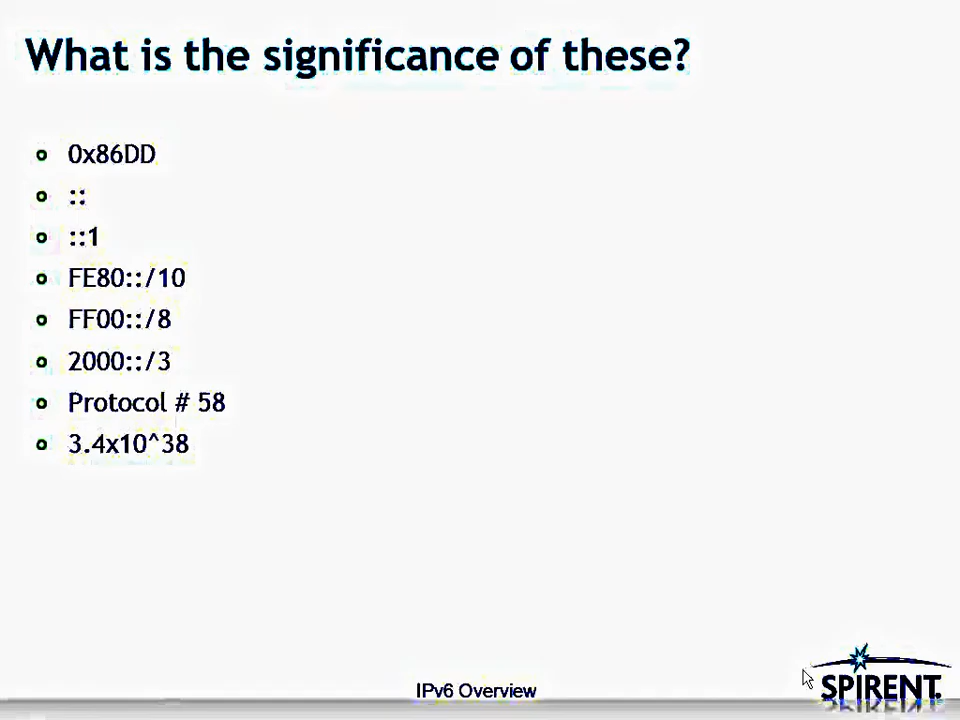 What is the significance of these?
0x86DD
::
::1
FE80::/10
FF00::/8
2000::/3
Protocol # 58
3.4x10^38
IPv6 Overview
SPIRENT.